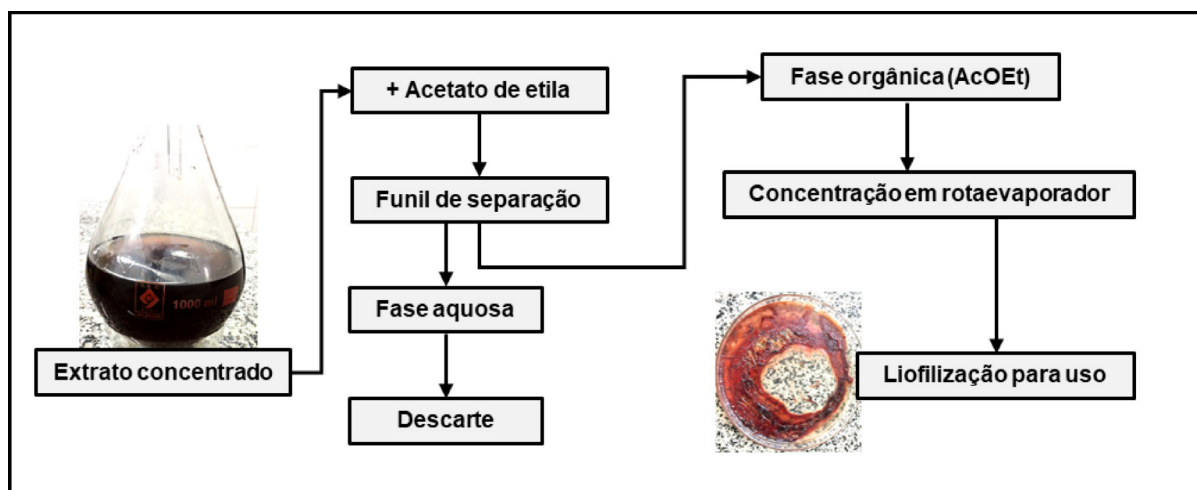 + Acetato de etila
Fase orgânica (AcOEt)
Funil de separação
Concentração em rotaevaporador
Fase aquosa
1000 ml
Extrato concentrado
Liofilização para uso
Descarte